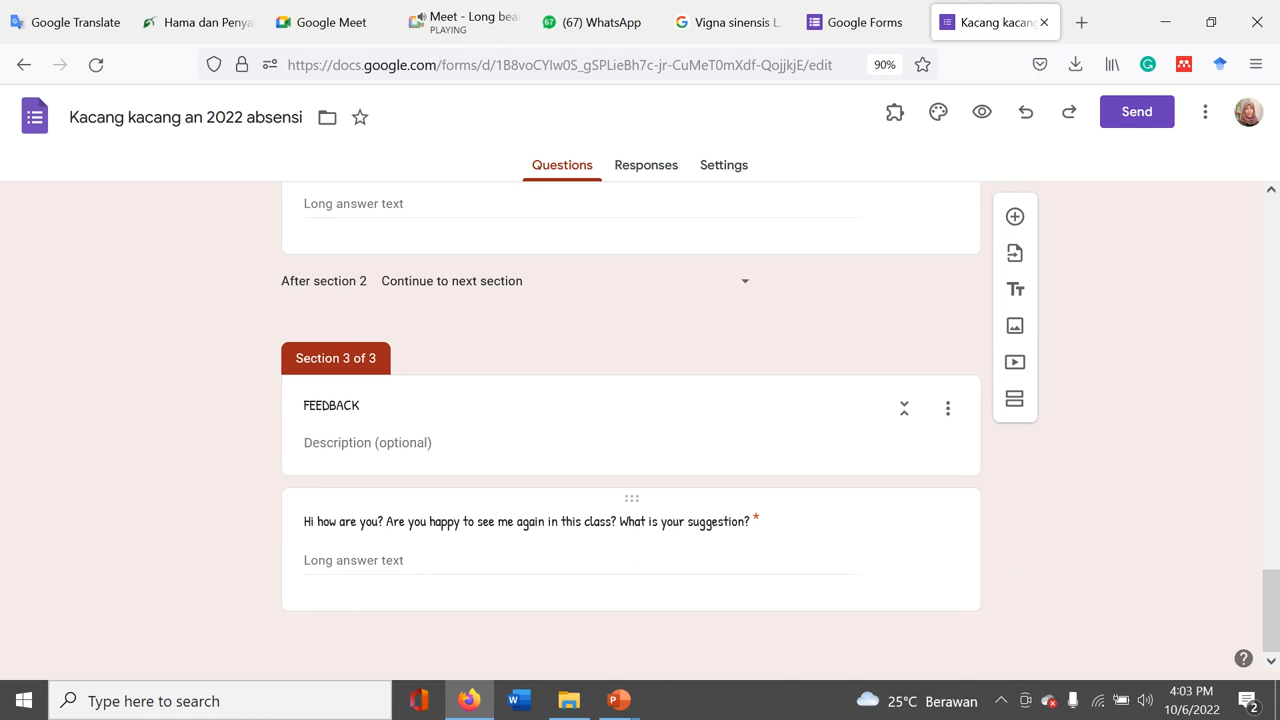 Google Translate
Hama dan Penya
Google Meet
Meet - Long bea
PLAYING
(67) WhatsApp
Vigna sinensis L.
Google Forms
Kacang kacang
https://docs.google.com/forms/d/1B8voCYlw0S_gSPLieBh7c-jr-CuMeT0mXdf-QojjkjE/edit
90%
Kacang kacang an 2022 absensi
Send
Questions
Responses
Settings
Long answer text
After section 2
Continue to next section
Section 3 of 3
FEEDBACK
Description (optional)
Hi how are you? Are you happy to see me again in this class? What is your suggestion? *
Long answer text
Type here to search
25°C Berawan
4:03 PM
10/6/2022
2